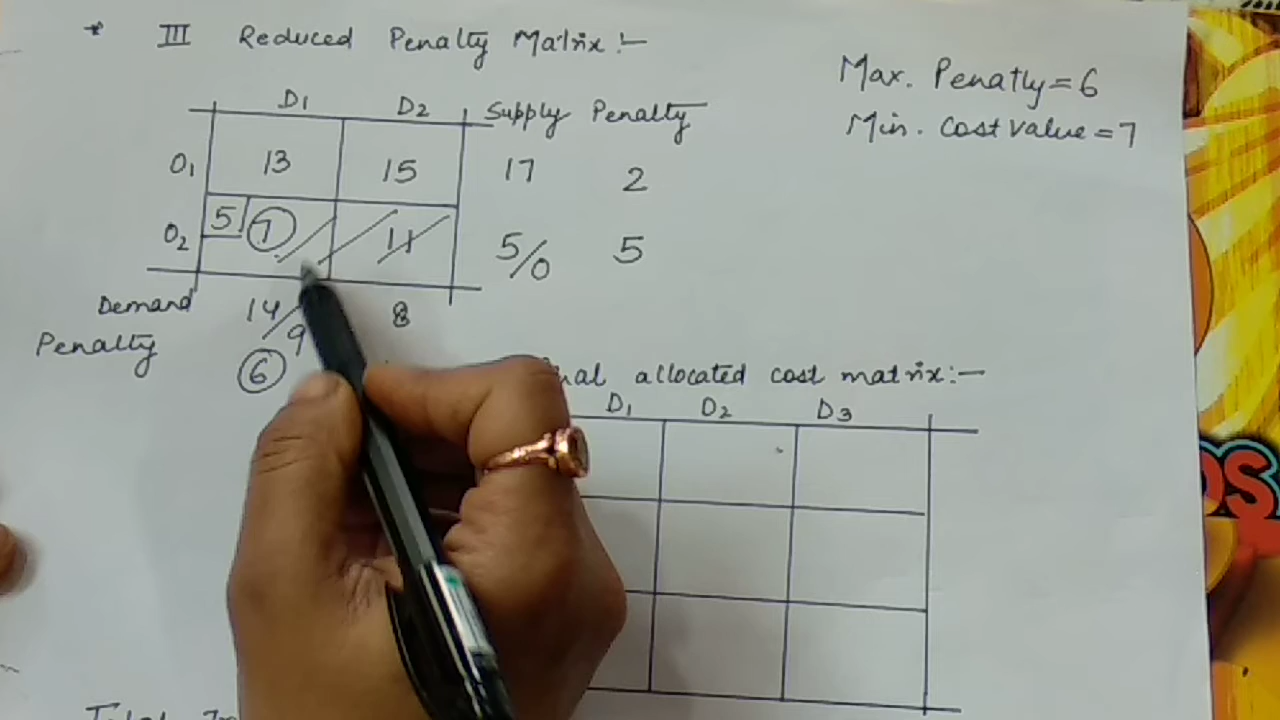 * III Reduced Penalty Matrix:-
Max. Penatly = 6
Min. Cost value = 7
D1 D2 Supply Penalty
O1 13 15 17 2
O2 5 7 11 5/0 5
Demand 14/9 8
Penalty 6
allocated cost matrix:-
D1 D2 D3
OS